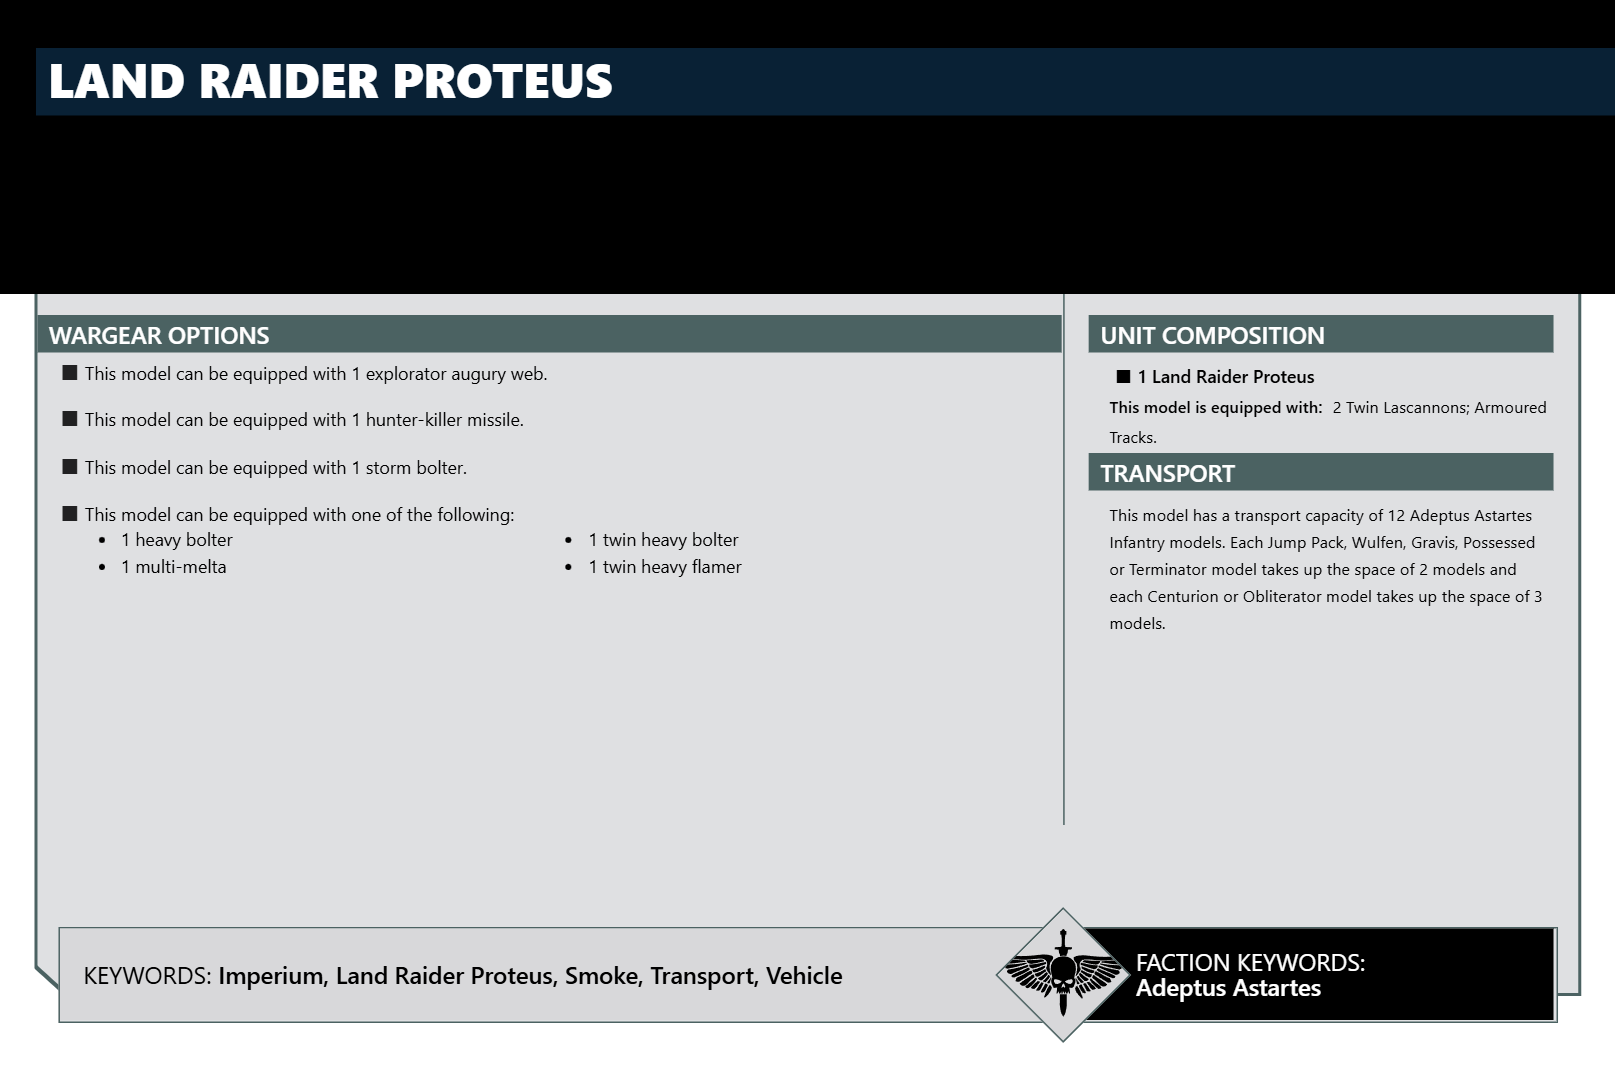 LAND RAIDER PROTEUS
WARGEAR OPTIONS
■ This model can be equipped with 1 explorator augury web.
■ This model can be equipped with 1 hunter-killer missile.
■ This model can be equipped with 1 storm bolter.
■ This model can be equipped with one of the following:
• 1 heavy bolter
• 1 multi-melta
• 1 twin heavy bolter
• 1 twin heavy flamer
UNIT COMPOSITION
■ 1 Land Raider Proteus
This model is equipped with: 2 Twin Lascannons; Armoured
Tracks.
TRANSPORT
This model has a transport capacity of 12 Adeptus Astartes
Infantry models. Each Jump Pack, Wulfen, Gravis, Possessed
or Terminator model takes up the space of 2 models and
each Centurion or Obliterator model takes up the space of 3
models.
KEYWORDS: Imperium, Land Raider Proteus, Smoke, Transport, Vehicle
FACTION KEYWORDS:
Adeptus Astartes